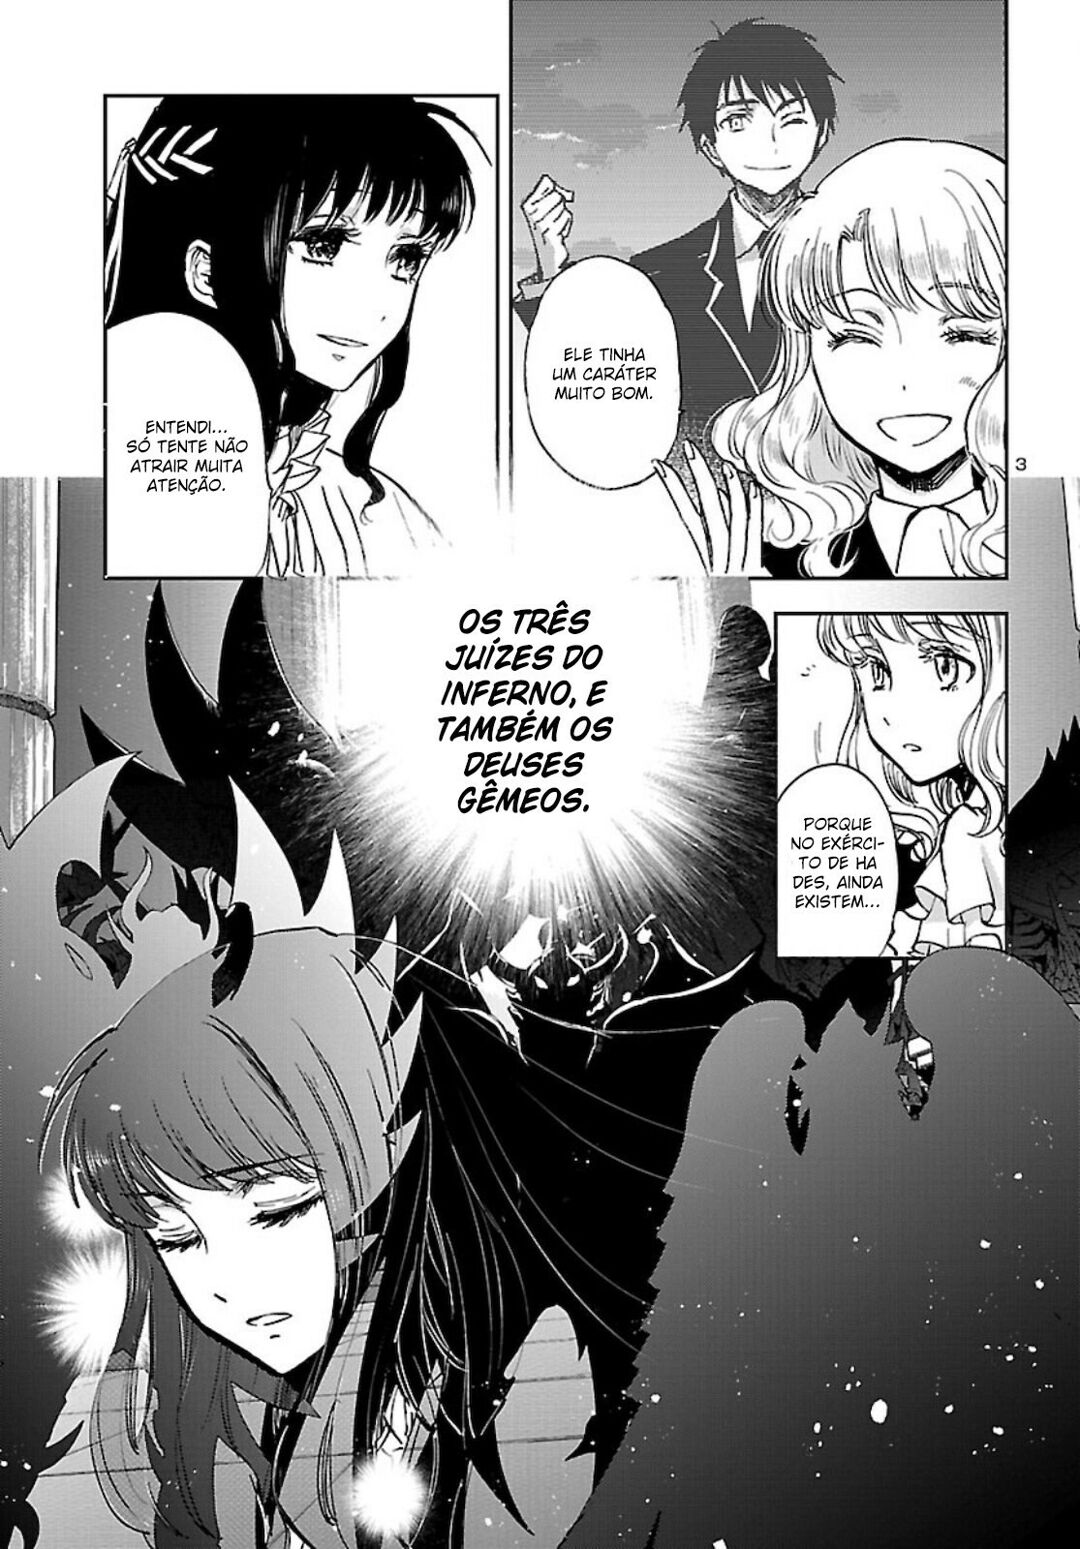 ELE TINHA
UM CARÁTER
MUITO BOM.
ENTENDI...
SÓ TENTE NÃO
ATRAIR MUITA
ATENÇÃO.
3
PORQUE
NO EXÉRCI-
TO DE HA
DES, AINDA
EXISTEM...
OS TRÊS
JUÍZES DO
INFERNO, E
TAMBÉM OS
DEUSES
GÊMEOS.